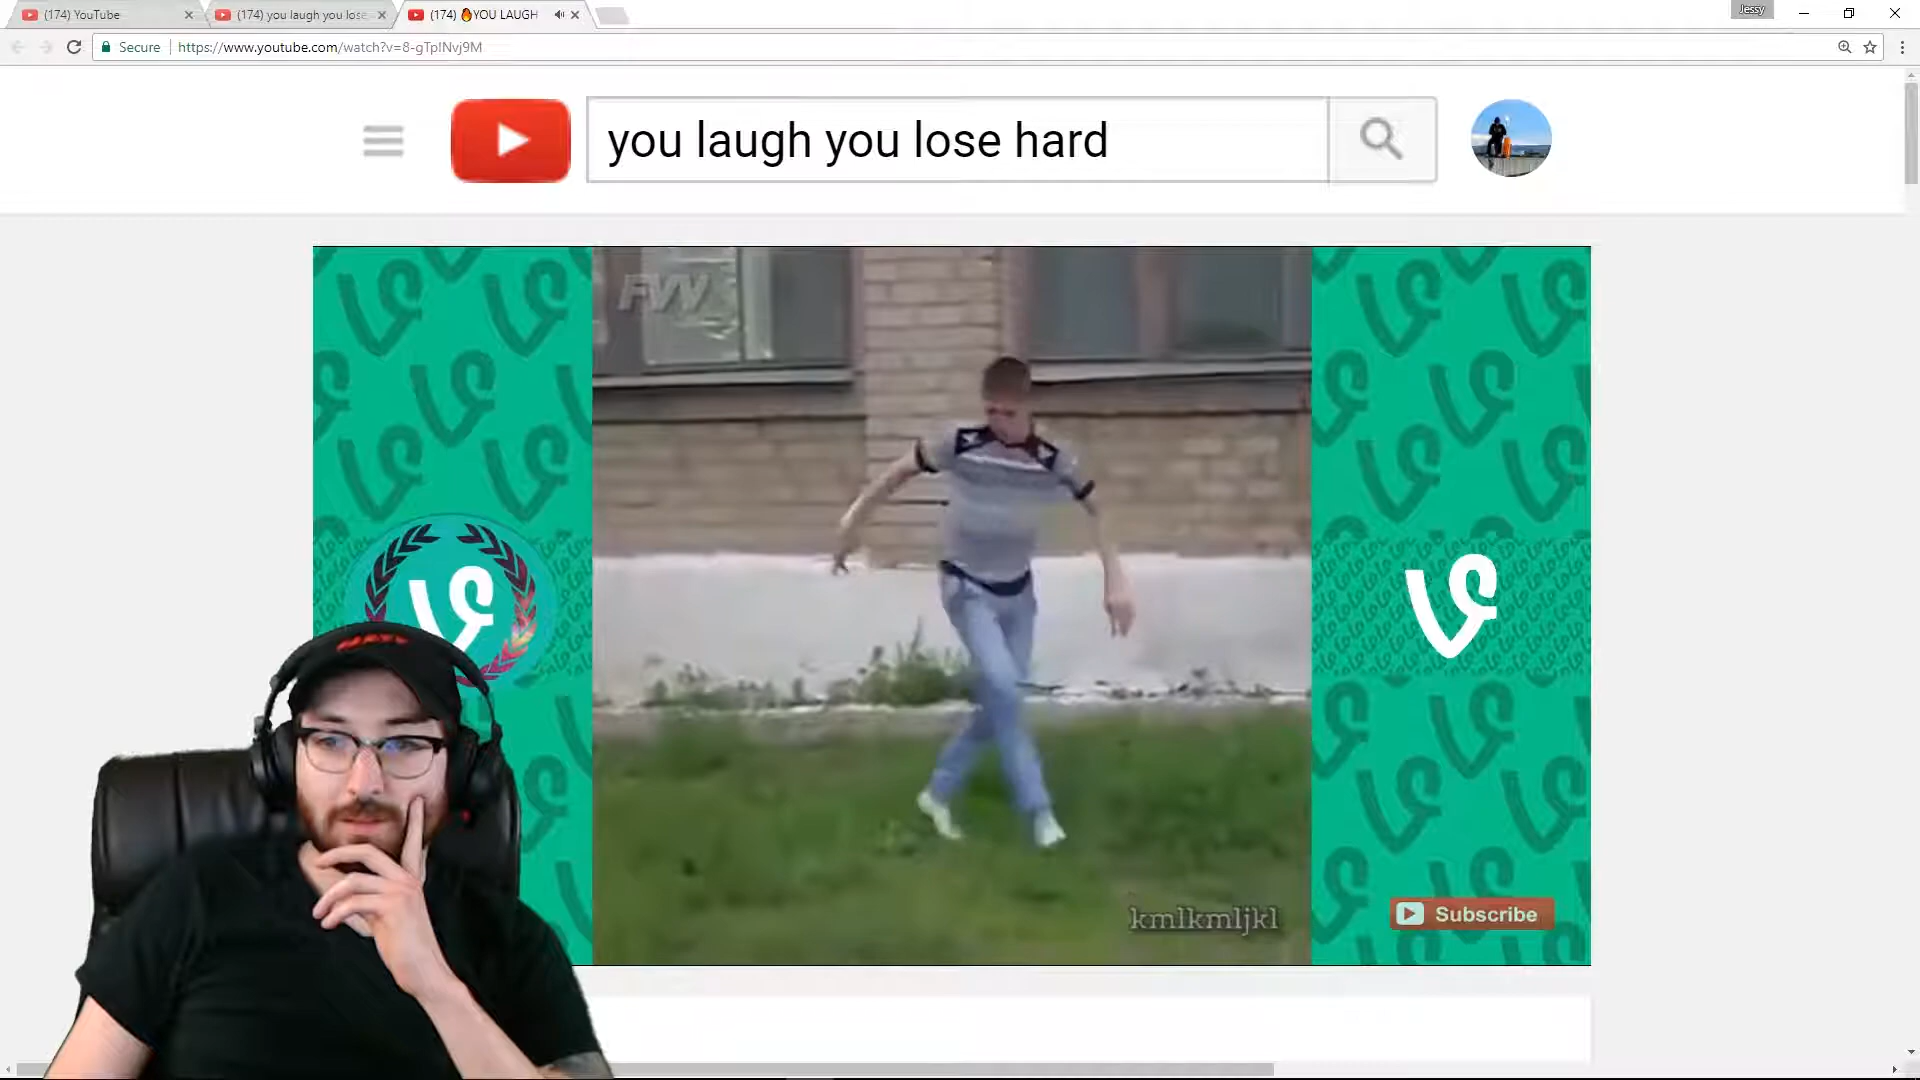 (174) YouTube
(174) you laugh you lose
(174) 🔥YOU LAUGH
Jessy
Secure
https://www.youtube.com/watch?v=8-gTpINvj9M
you laugh you lose hard
FVV
kmlkmljkl
Subscribe